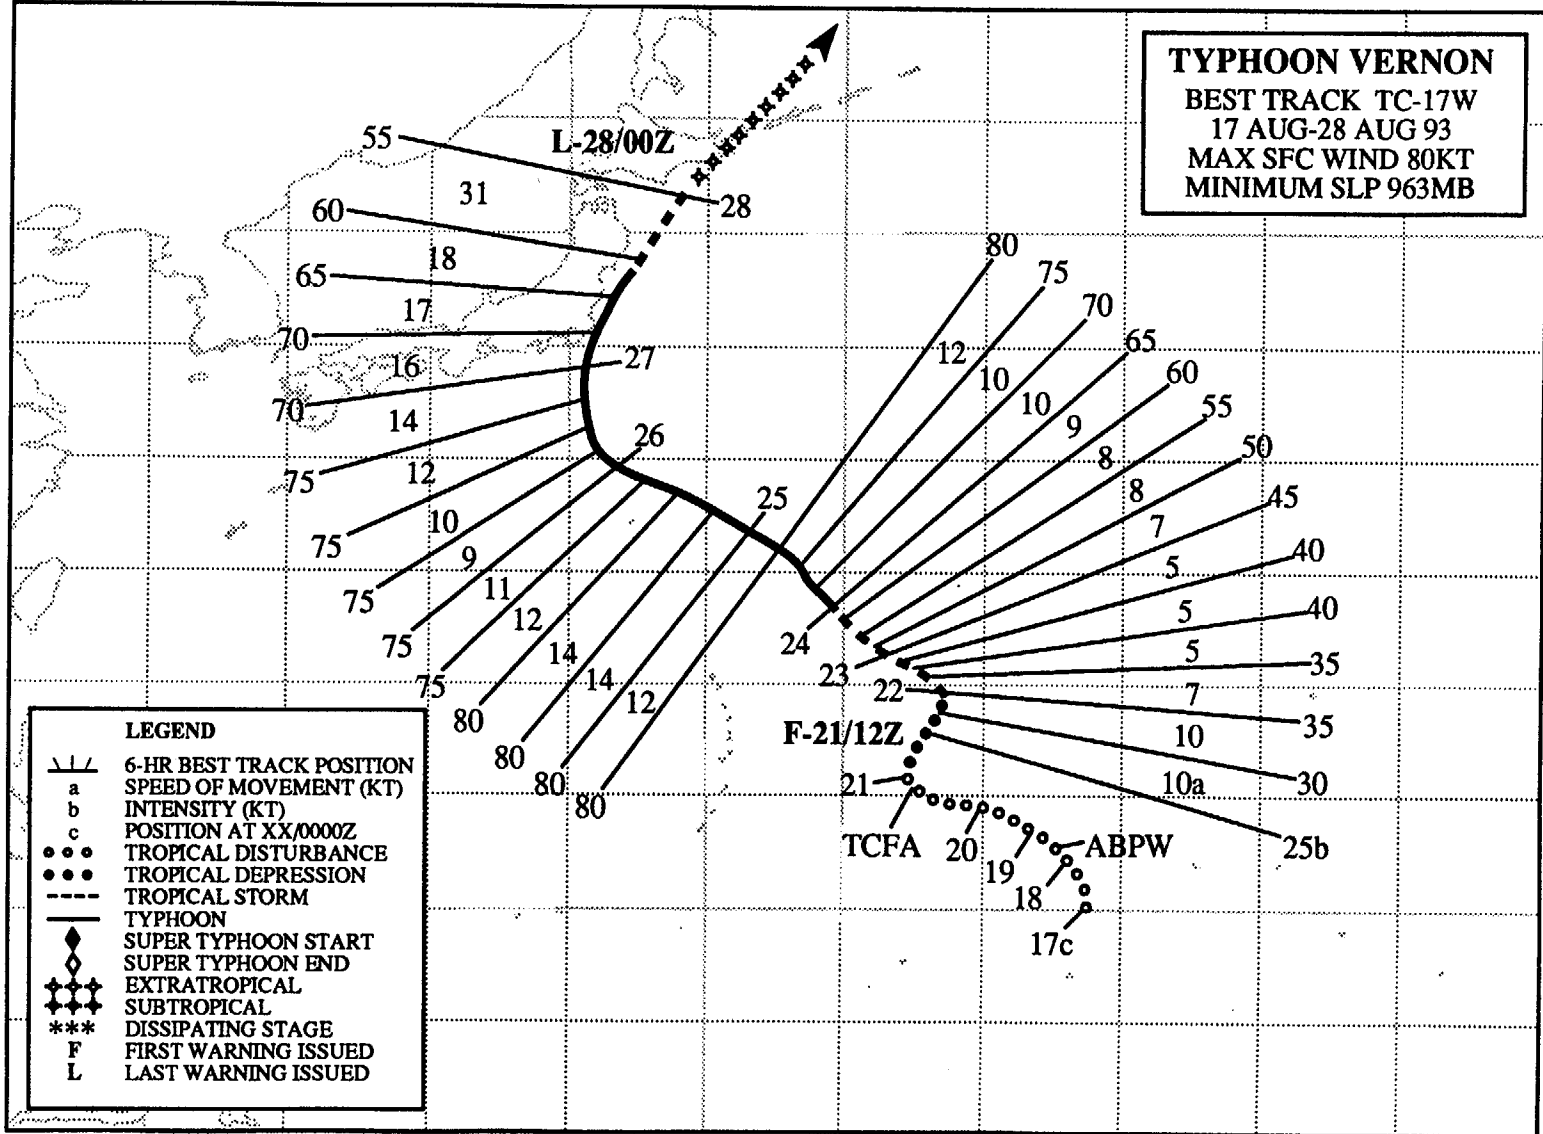 TYPHOON VERNON
BEST TRACK TC-17W
17 AUG-28 AUG 93
MAX SFC WIND 80KT
MINIMUM SLP 963MB
L-28/00Z
55
31
60
28
18
65
17
70
16
27
70
14
75
12
26
75
10
75
9
75
11
75
12
80
14
80
14
80
12
80
25
80
12
75
10
70
10
65
9
60
8
55
8
50
7
45
5
40
5
40
5
35
7
35
10
30
10a
25b
24
23
22
F-21/12Z
21
TCFA
20
19
ABPW
18
17c
LEGEND
6-HR BEST TRACK POSITION
a SPEED OF MOVEMENT (KT)
b INTENSITY (KT)
c POSITION AT XX/0000Z
TROPICAL DISTURBANCE
TROPICAL DEPRESSION
TROPICAL STORM
TYPHOON
SUPER TYPHOON START
SUPER TYPHOON END
EXTRATROPICAL
SUBTROPICAL
*** DISSIPATING STAGE
F FIRST WARNING ISSUED
L LAST WARNING ISSUED